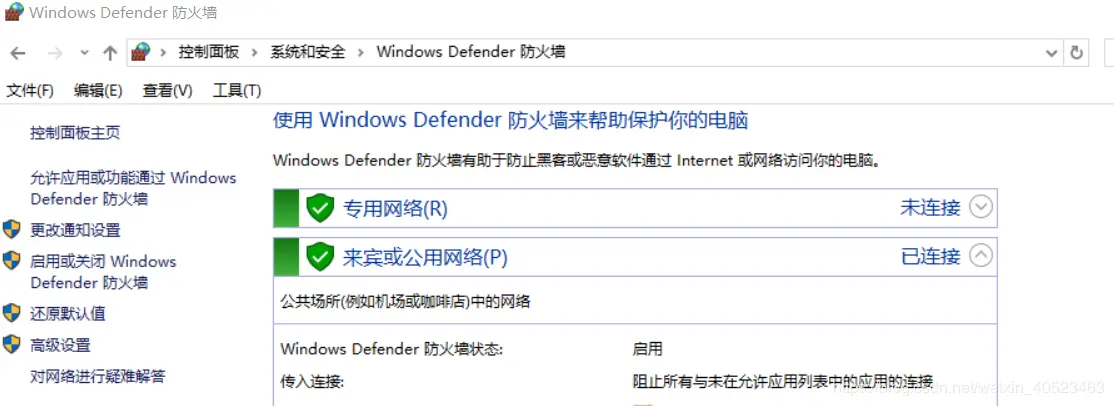 Windows Defender 防火墙
控制面板 › 系统和安全 › Windows Defender 防火墙
文件(F) 编辑(E) 查看(V) 工具(T)
控制面板主页
允许应用或功能通过 Windows
Defender 防火墙
更改通知设置
启用或关闭 Windows
Defender 防火墙
还原默认值
高级设置
对网络进行疑难解答
使用 Windows Defender 防火墙来帮助保护你的电脑
Windows Defender 防火墙有助于防止黑客或恶意软件通过 Internet 或网络访问你的电脑。
专用网络(R) 未连接
来宾或公用网络(P) 已连接
公共场所(例如机场或咖啡店)中的网络
Windows Defender 防火墙状态: 启用
传入连接: 阻止所有与未在允许应用列表中的应用的连接
https://blog.csdn.net/weixin_40523463